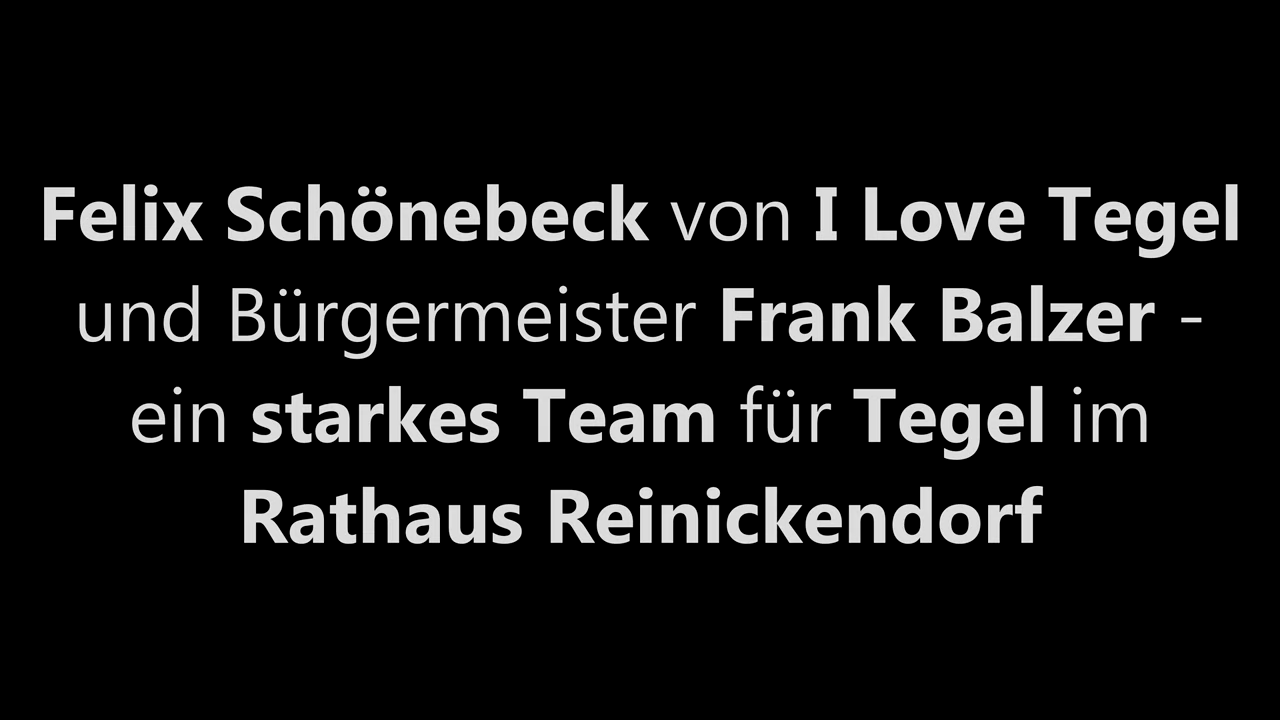 Felix Schönebeck von I Love Tegel
und Bürgermeister Frank Balzer -
ein starkes Team für Tegel im
Rathaus Reinickendorf